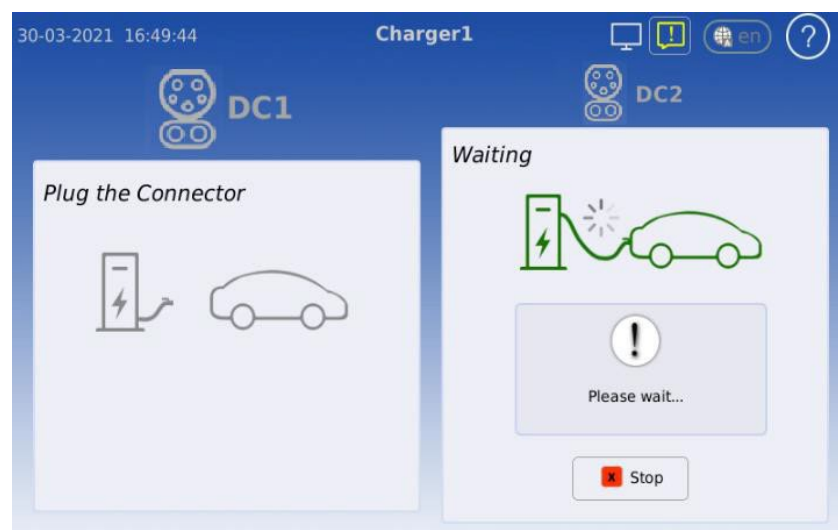 30-03-2021 16:49:44
Charger1
! en ?
DC1
DC2
Plug the Connector
Waiting
!
Please wait...
x Stop